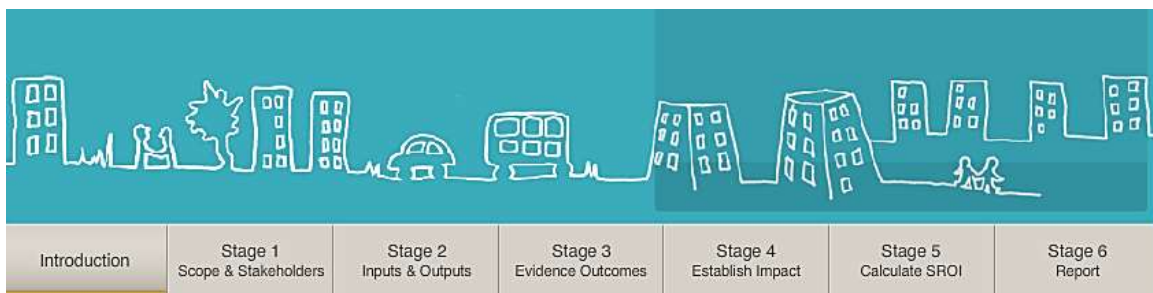 Introduction
Stage 1
Scope & Stakeholders
Stage 2
Inputs & Outputs
Stage 3
Evidence Outcomes
Stage 4
Establish Impact
Stage 5
Calculate SROI
Stage 6
Report